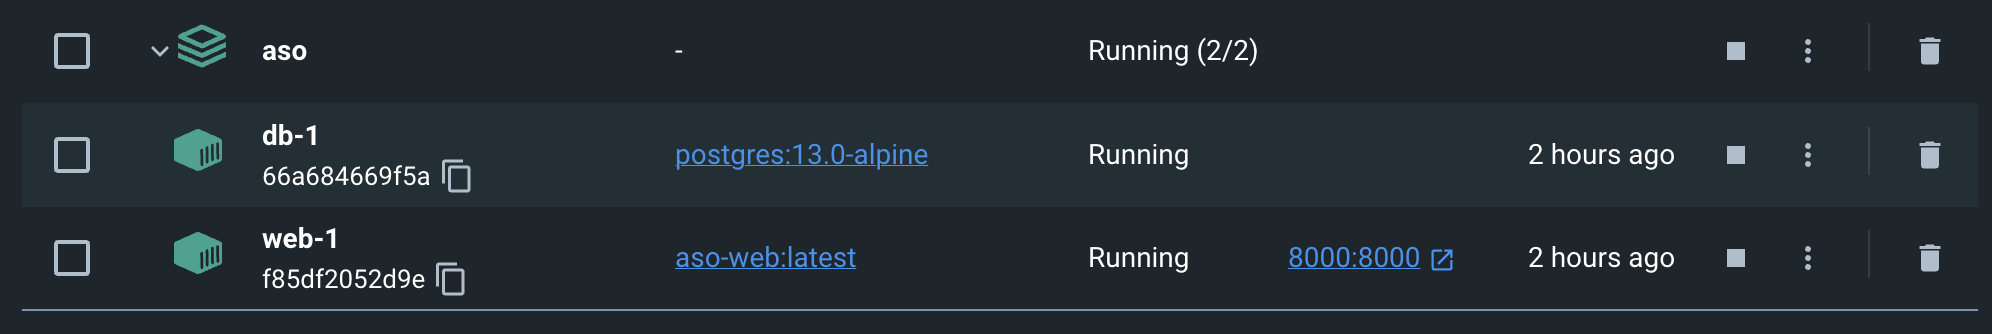 aso - Running (2/2)
db-1
66a684669f5a postgres:13.0-alpine Running 2 hours ago
web-1
f85df2052d9e aso-web:latest Running 8000:8000 2 hours ago